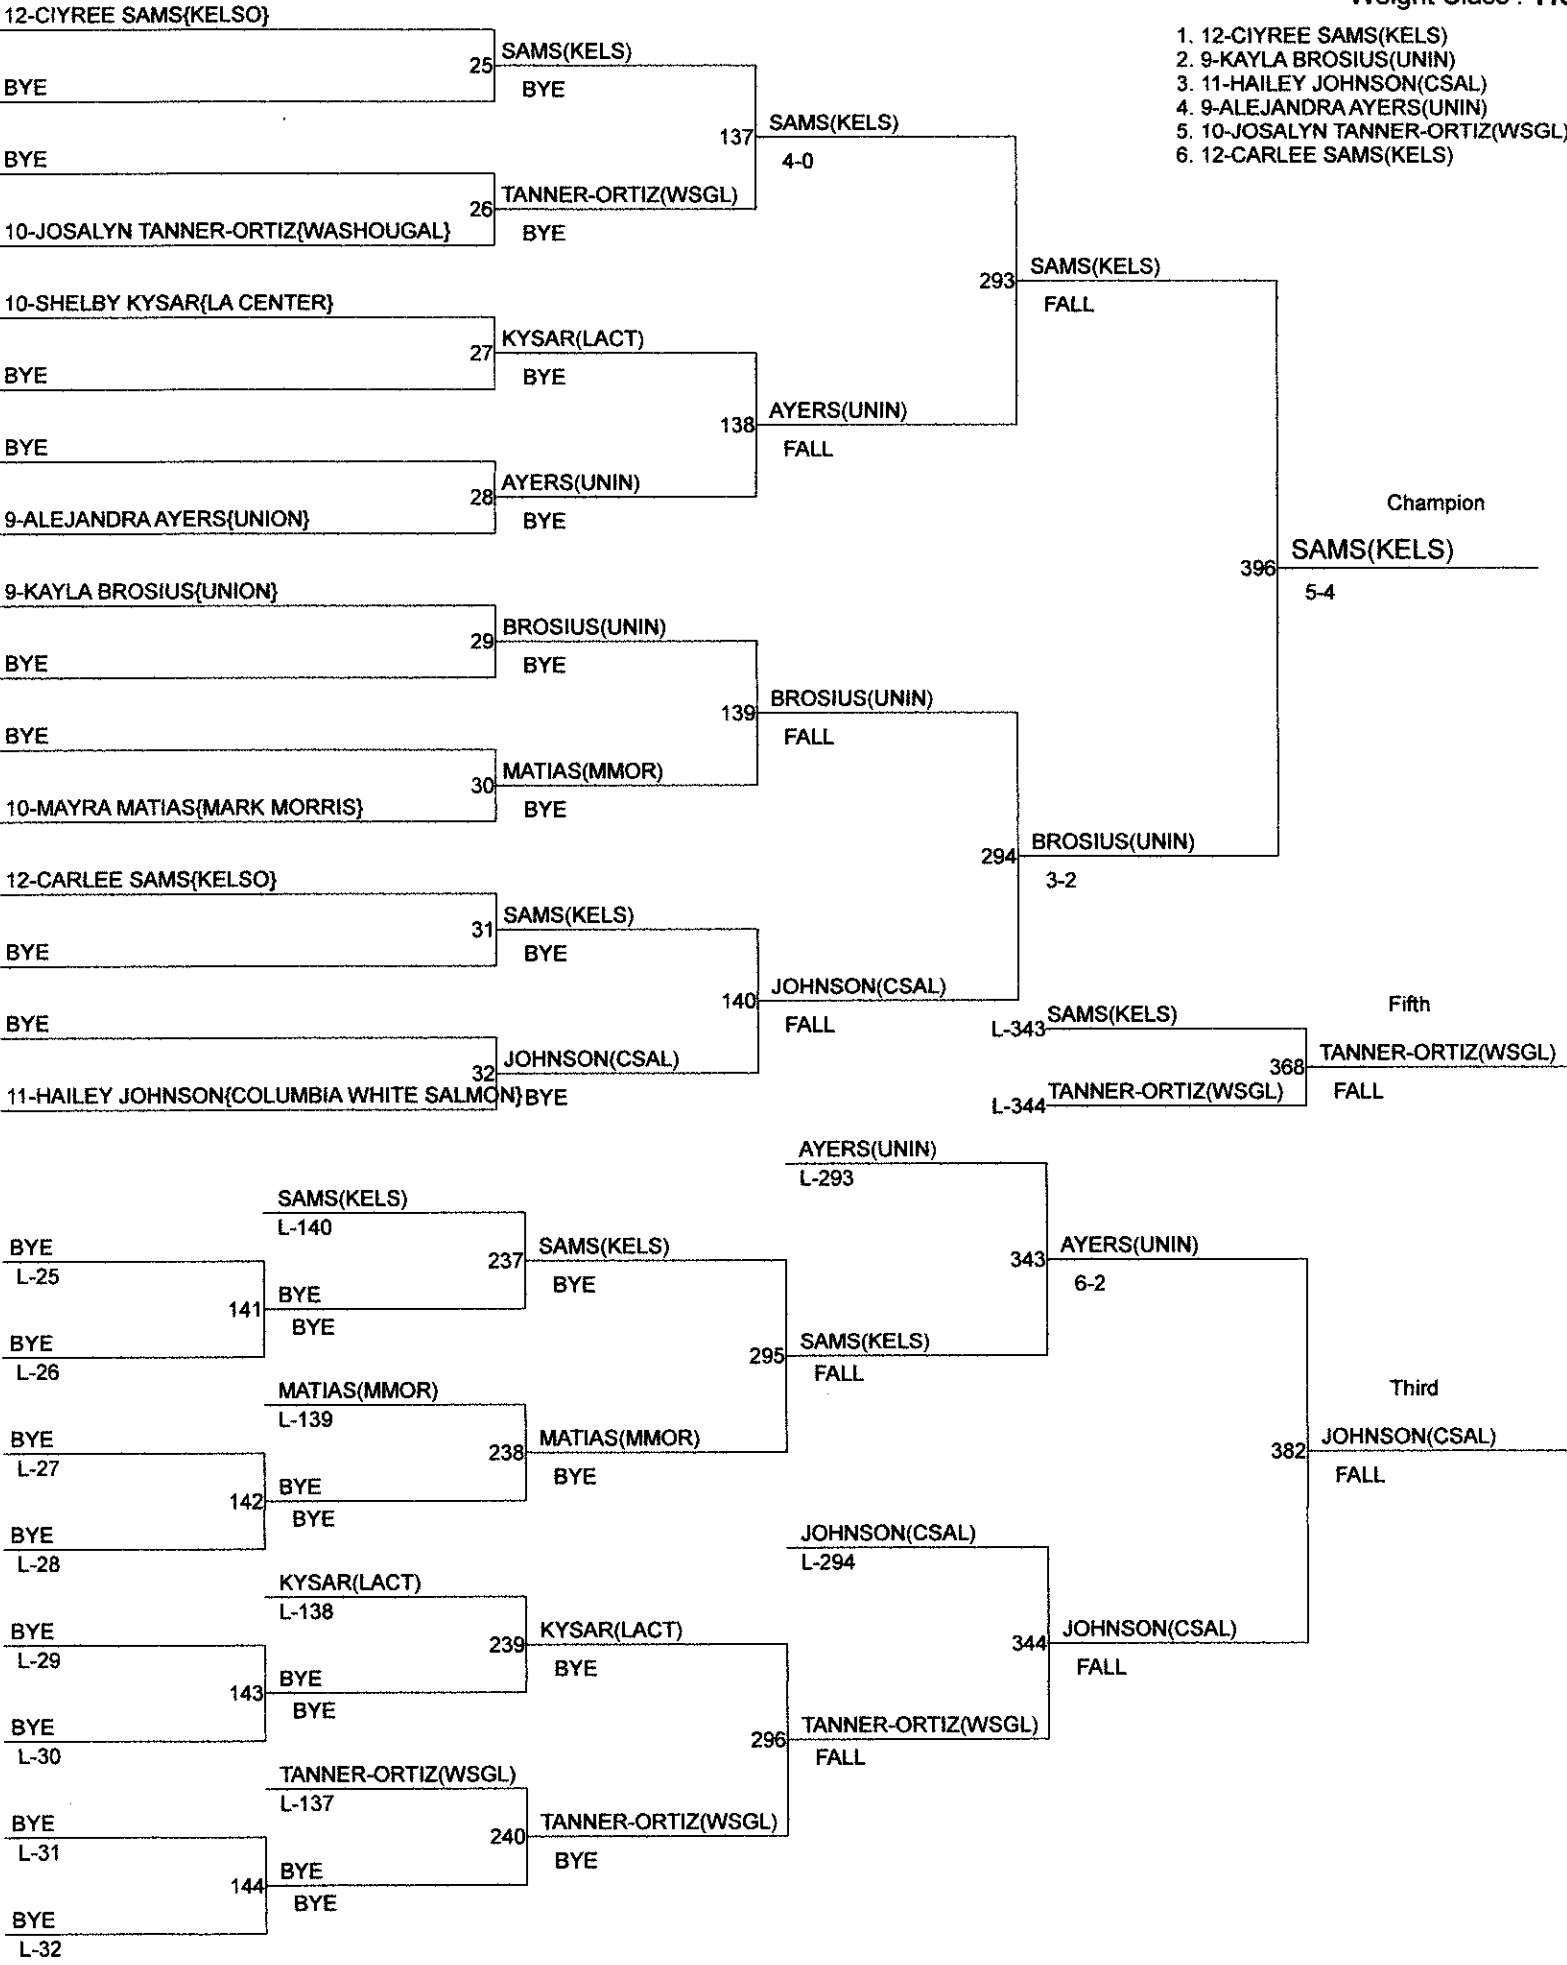 Weight Class :
1. 12-CIYREE SAMS(KELS)
2. 9-KAYLA BROSIUS(UNIN)
3. 11-HAILEY JOHNSON(CSAL)
4. 9-ALEJANDRA AYERS(UNIN)
5. 10-JOSALYN TANNER-ORTIZ(WSGL)
6. 12-CARLEE SAMS(KELS)
12-CIYREE SAMS{KELSO}
25 SAMS(KELS)
BYE
BYE
137 SAMS(KELS)
4-0
BYE
26 TANNER-ORTIZ(WSGL)
BYE
10-JOSALYN TANNER-ORTIZ{WASHOUGAL}
293 SAMS(KELS)
FALL
10-SHELBY KYSAR{LA CENTER}
27 KYSAR(LACT)
BYE
BYE
138 AYERS(UNIN)
FALL
BYE
28 AYERS(UNIN)
BYE
9-ALEJANDRA AYERS{UNION}
Champion
396 SAMS(KELS)
5-4
9-KAYLA BROSIUS{UNION}
29 BROSIUS(UNIN)
BYE
BYE
139 BROSIUS(UNIN)
FALL
BYE
30 MATIAS(MMOR)
BYE
10-MAYRA MATIAS{MARK MORRIS}
294 BROSIUS(UNIN)
3-2
12-CARLEE SAMS{KELSO}
31 SAMS(KELS)
BYE
BYE
140 JOHNSON(CSAL)
FALL
BYE
32 JOHNSON(CSAL)
11-HAILEY JOHNSON{COLUMBIA WHITE SALMON} BYE
Fifth
L-343 SAMS(KELS)
368 TANNER-ORTIZ(WSGL)
FALL
L-344 TANNER-ORTIZ(WSGL)
AYERS(UNIN)
L-293
SAMS(KELS)
L-140
BYE
L-25
237 SAMS(KELS)
BYE
343 AYERS(UNIN)
6-2
141 BYE
BYE
BYE
L-26
295 SAMS(KELS)
FALL
MATIAS(MMOR)
L-139
Third
BYE
L-27
238 MATIAS(MMOR)
BYE
382 JOHNSON(CSAL)
FALL
142 BYE
BYE
BYE
L-28
JOHNSON(CSAL)
L-294
KYSAR(LACT)
L-138
BYE
L-29
239 KYSAR(LACT)
BYE
344 JOHNSON(CSAL)
FALL
143 BYE
BYE
BYE
L-30
296 TANNER-ORTIZ(WSGL)
FALL
TANNER-ORTIZ(WSGL)
L-137
BYE
L-31
240 TANNER-ORTIZ(WSGL)
BYE
144 BYE
BYE
BYE
L-32